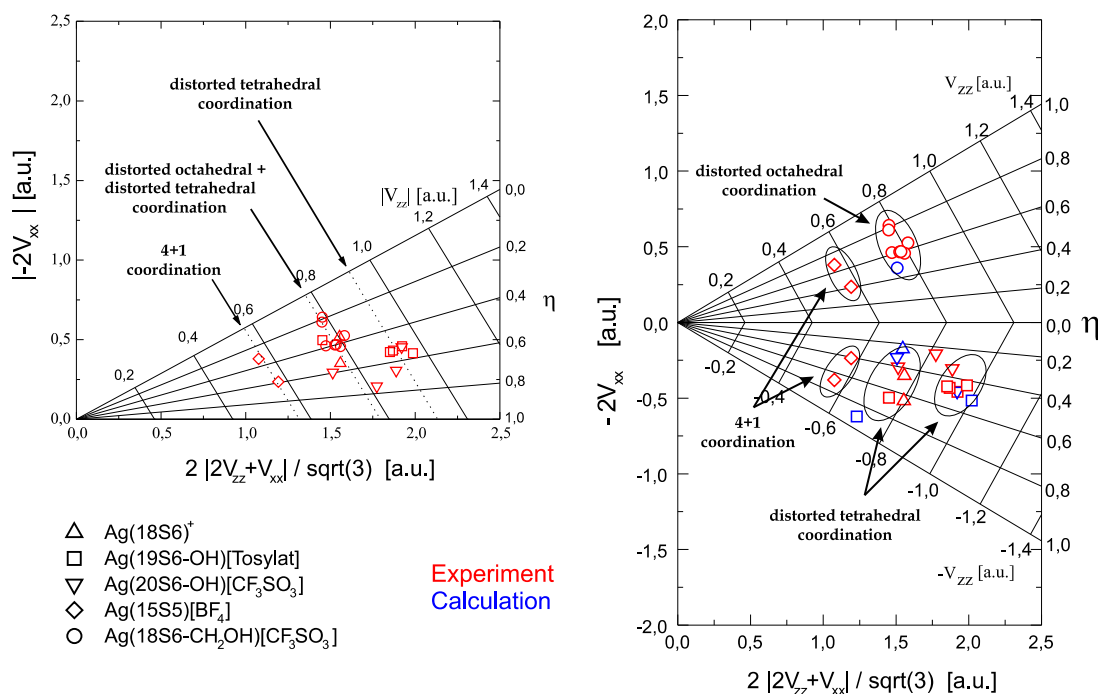 2,5
2,0
1,5
1,0
0,5
0,0
|-2V_xx| [a.u.]
distorted tetrahedral
coordination
distorted octahedral +
distorted tetrahedral
coordination
4+1
coordination
|V_zz| [a.u.]
0,2
0,4
0,6
0,8
1,0
1,2
1,4
0,0
0,2
0,4
0,6
0,8
1,0
η
0,0 0,5 1,0 1,5 2,0 2,5
2 |2V_zz+V_xx| / sqrt(3) [a.u.]
Ag(18S6)^+
Ag(19S6-OH)[Tosylat]
Ag(20S6-OH)[CF_3SO_3]
Ag(15S5)[BF_4]
Ag(18S6-CH_2OH)[CF_3SO_3]
Experiment
Calculation
2,0
1,5
1,0
0,5
0,0
-0,5
-1,0
-1,5
-2,0
-2V_xx [a.u.]
V_zz [a.u.]
0,2
0,4
0,6
0,8
1,0
1,2
1,4
distorted octahedral
coordination
1,0
0,8
0,6
0,4
0,2
0,0
0,2
0,4
0,6
0,8
1,0
η
-0,2
-0,4
-0,6
-0,8
-1,0
-1,2
-1,4
4+1
coordination
distorted tetrahedral
coordination
-V_zz [a.u.]
0,0 0,5 1,0 1,5 2,0 2,5
2 |2V_zz+V_xx| / sqrt(3) [a.u.]